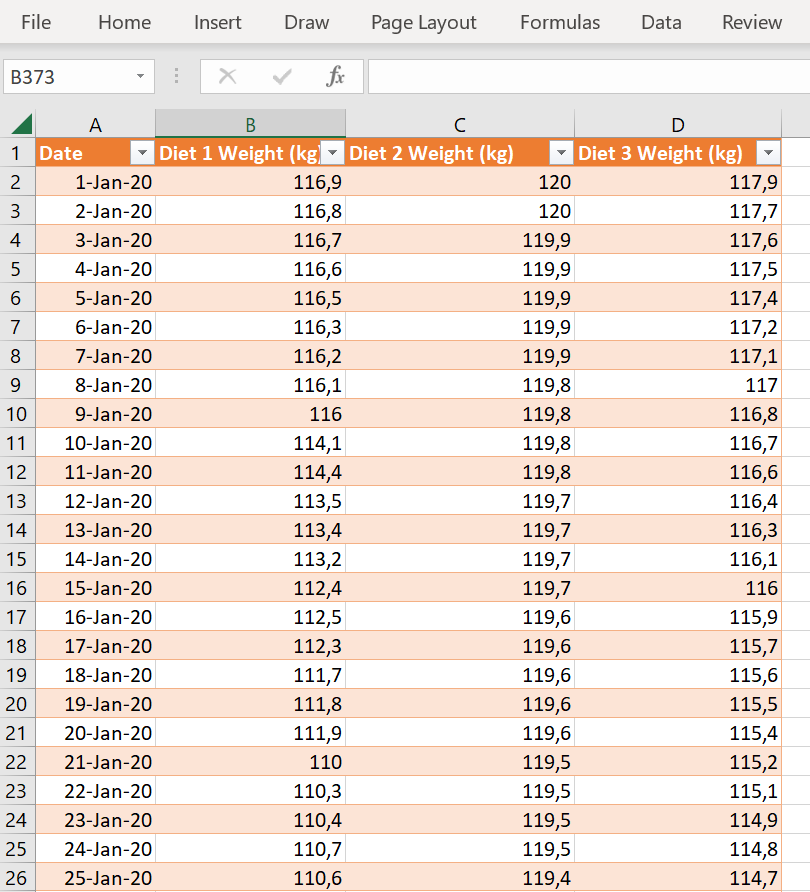 File Home Insert Draw Page Layout Formulas Data Review
B373 fx
A B C D
1 Date Diet 1 Weight (kg) Diet 2 Weight (kg) Diet 3 Weight (kg)
2 1-Jan-20 116,9 120 117,9
3 2-Jan-20 116,8 120 117,7
4 3-Jan-20 116,7 119,9 117,6
5 4-Jan-20 116,6 119,9 117,5
6 5-Jan-20 116,5 119,9 117,4
7 6-Jan-20 116,3 119,9 117,2
8 7-Jan-20 116,2 119,9 117,1
9 8-Jan-20 116,1 119,8 117
10 9-Jan-20 116 119,8 116,8
11 10-Jan-20 114,1 119,8 116,7
12 11-Jan-20 114,4 119,8 116,6
13 12-Jan-20 113,5 119,7 116,4
14 13-Jan-20 113,4 119,7 116,3
15 14-Jan-20 113,2 119,7 116,1
16 15-Jan-20 112,4 119,7 116
17 16-Jan-20 112,5 119,6 115,9
18 17-Jan-20 112,3 119,6 115,7
19 18-Jan-20 111,7 119,6 115,6
20 19-Jan-20 111,8 119,6 115,5
21 20-Jan-20 111,9 119,6 115,4
22 21-Jan-20 110 119,5 115,2
23 22-Jan-20 110,3 119,5 115,1
24 23-Jan-20 110,4 119,5 114,9
25 24-Jan-20 110,7 119,5 114,8
26 25-Jan-20 110,6 119,4 114,7